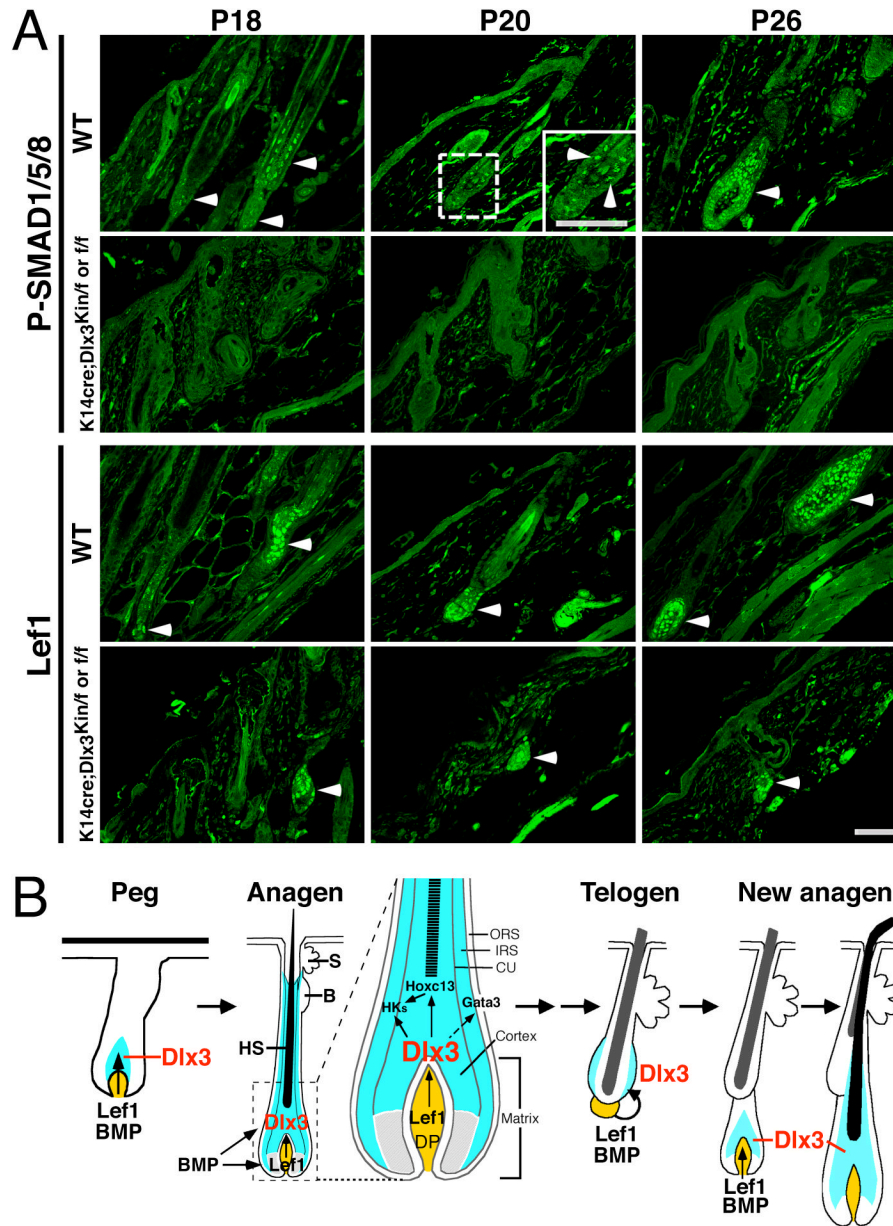 A
P18 P20 P26
P-SMAD1/5/8
WT
K14cre;Dlx3Kin/f or f/f
Lef1
WT
K14cre;Dlx3Kin/f or f/f
B
Peg Anagen Telogen New anagen
S
B
HS
Dlx3
Lef1
BMP
Dlx3
BMP
Lef1
ORS
IRS
CU
Hoxc13
HKs
Gata3
Dlx3
Cortex
Matrix
Lef1
DP
Dlx3
Lef1
BMP
Dlx3
Lef1
BMP